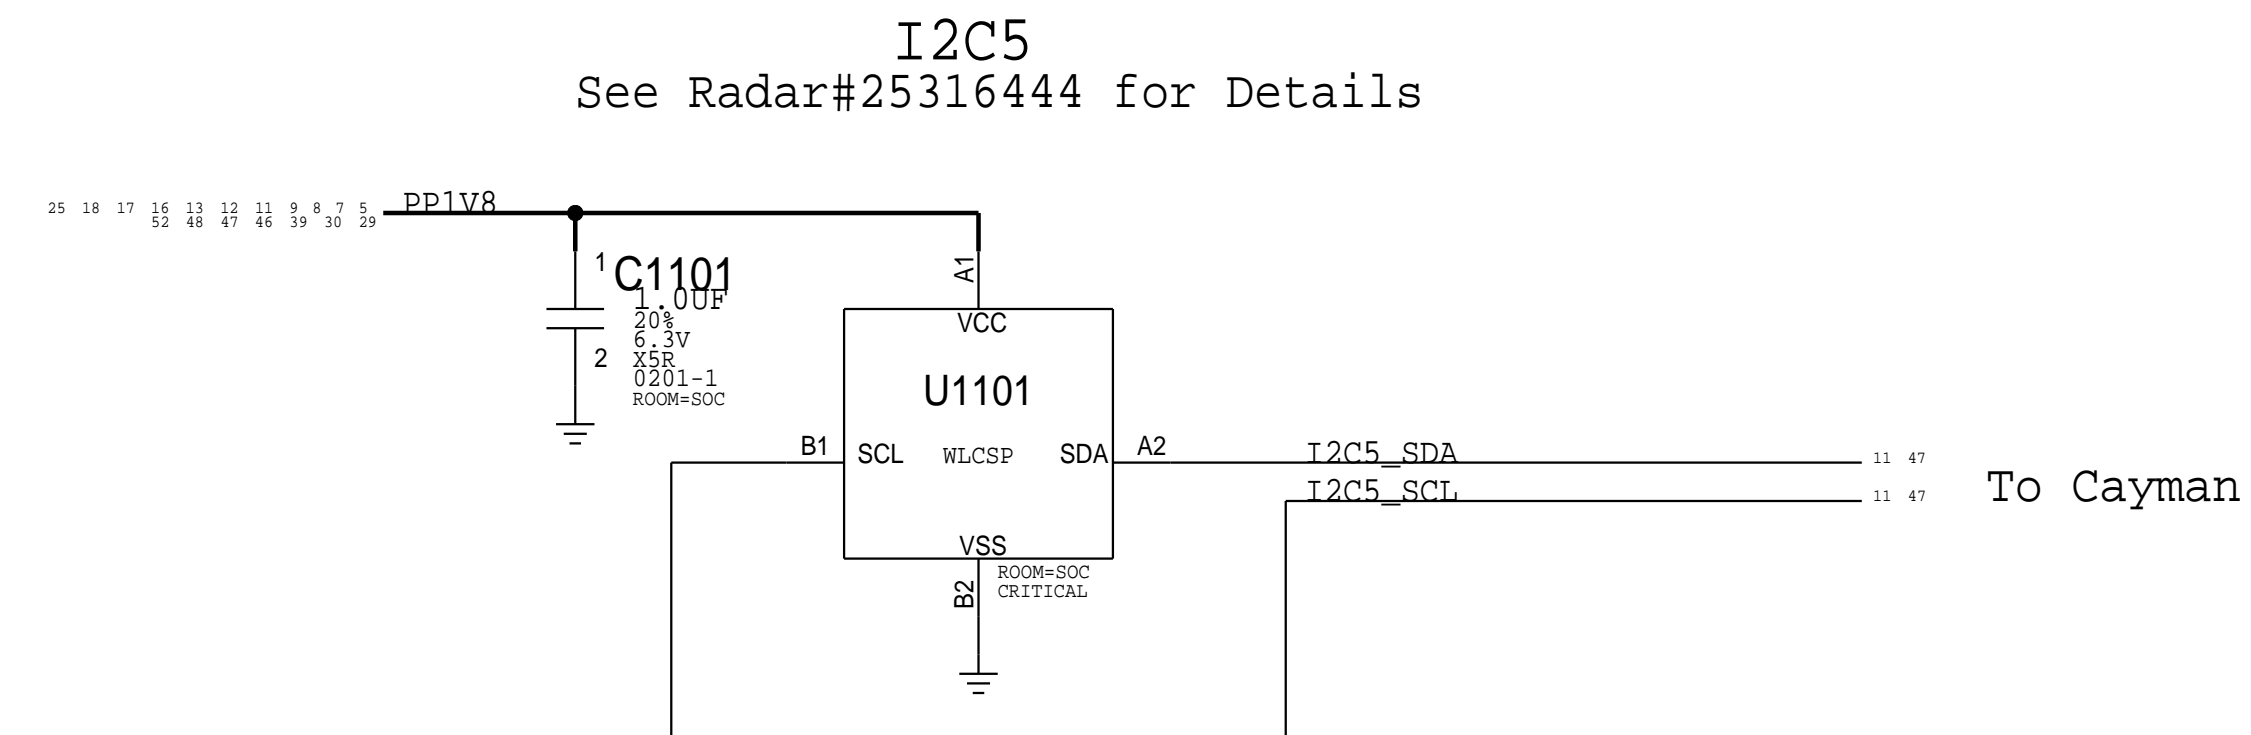 I2C5
See Radar#25316444 for Details
25 18 17 16 13 12 11 9 8 7 5
52 48 47 46 39 30 29
PP1V8
1
C1101
1.0UF
20%
6.3V
2
X5R
0201-1
ROOM=SOC
A1
VCC
U1101
B1
SCL
WLCSP
SDA
A2
I2C5_SDA
11 47
I2C5_SCL
11 47
To Cayman
VSS
B2
ROOM=SOC
CRITICAL